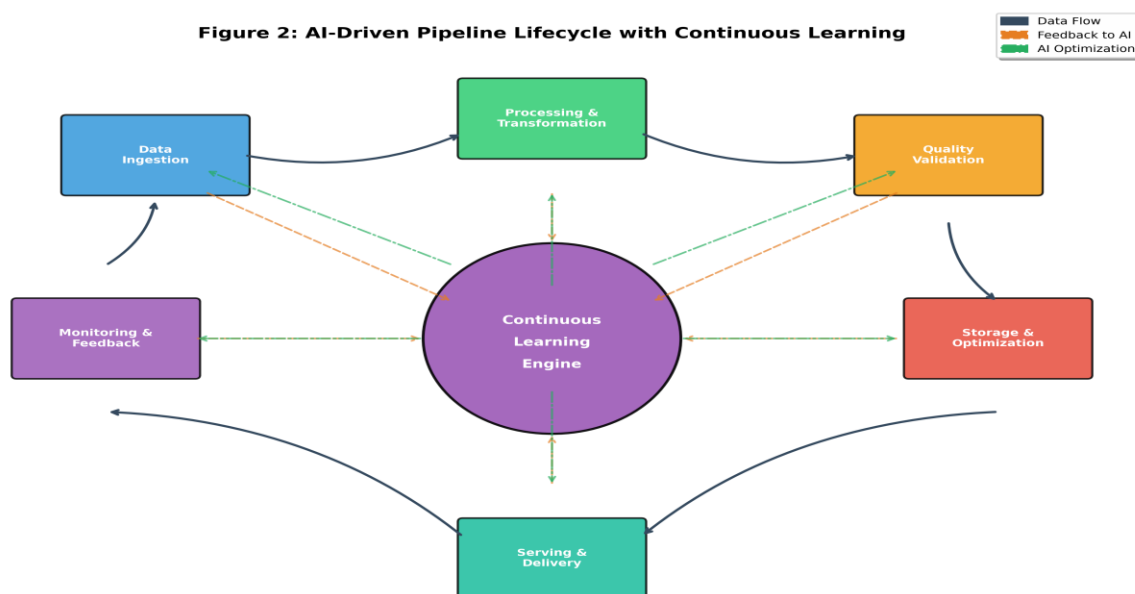 Figure 2: AI-Driven Pipeline Lifecycle with Continuous Learning
Data Flow
Feedback to AI
AI Optimization
Processing &
Transformation
Data
Ingestion
Quality
Validation
Continuous
Learning
Engine
Monitoring &
Feedback
Storage &
Optimization
Serving &
Delivery